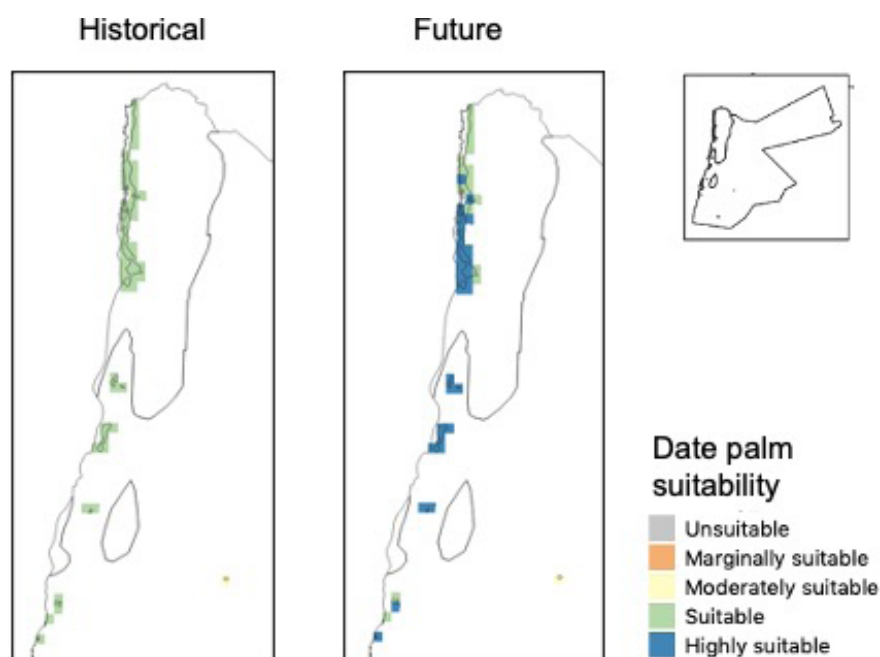 Historical
Future
Date palm
suitability
Unsuitable
Marginally suitable
Moderately suitable
Suitable
Highly suitable